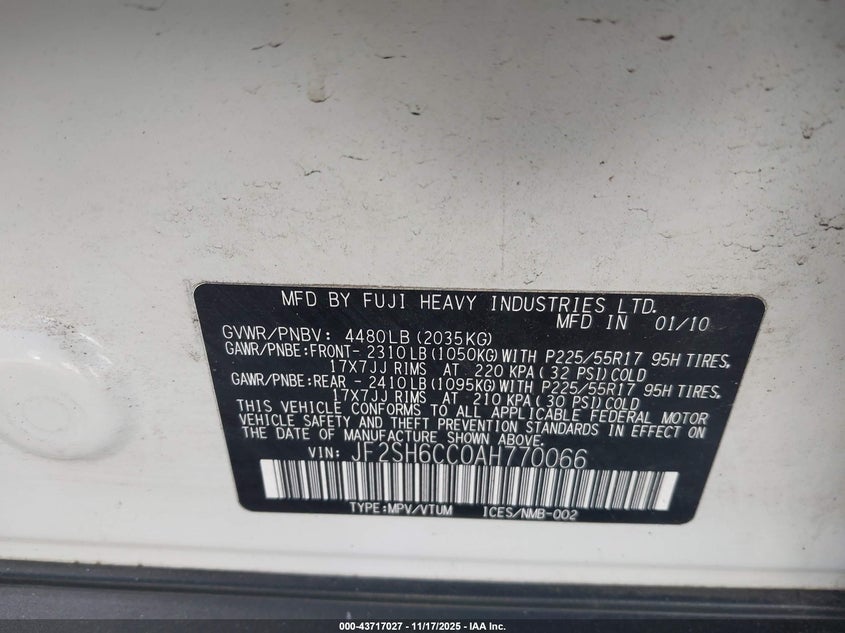 MFD BY FUJI HEAVY INDUSTRIES LTD.
MFD IN 01/10
GVWR/PNBV: 4480LB (2035KG)
GAWR/PNBE:FRONT- 2310LB (1050KG) WITH P225/55R17 95H TIRES,
17X7JJ RIMS AT 220 KPA (32 PSI) COLD
GAWR/PNBE:REAR - 2410LB (1095KG) WITH P225/55R17 95H TIRES,
17X7JJ RIMS AT 210 KPA (30 PSI) COLD
THIS VEHICLE CONFORMS TO ALL APPLICABLE FEDERAL MOTOR
VEHICLE SAFETY AND THEFT PREVENTION STANDARDS IN EFFECT ON
THE DATE OF MANUFACTURE SHOWN ABOVE.
VIN: JF2SH6CC0AH770066
TYPE:MPV/VTUM ICES/NMB-002
000-43717027 - 11/17/2025 - IAA Inc.